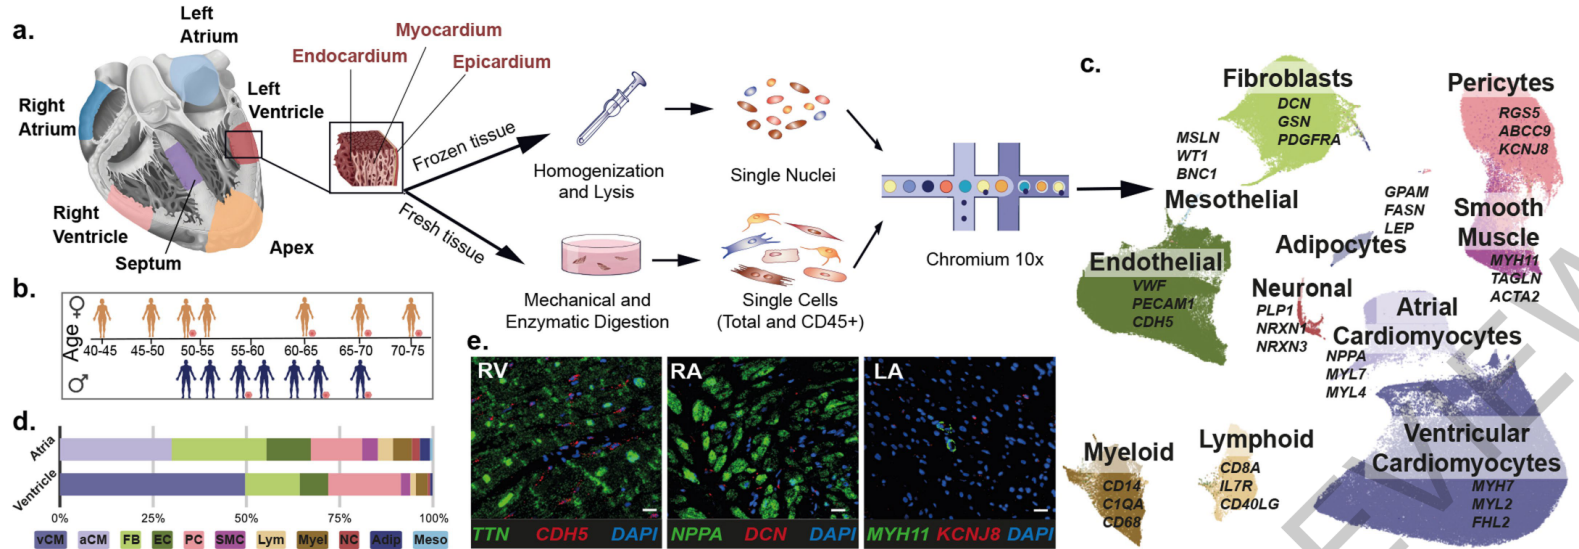 a.
Left
Atrium
Right
Atrium
Left
Ventricle
Right
Ventricle
Septum
Apex
Endocardium
Myocardium
Epicardium
Frozen tissue
Fresh tissue
Homogenization
and Lysis
Single Nuclei
Mechanical and
Enzymatic Digestion
Single Cells
(Total and CD45+)
Chromium 10x
b.
Age
♀
40-45 45-50 50-55 55-60 60-65 65-70 70-75
♂
c.
Fibroblasts
DCN
GSN
PDGFRA
Pericytes
RGS5
ABCC9
KCNJ8
MSLN
WT1
BNC1
Mesothelial
GPAM
FASN
LEP
Adipocytes
Smooth
Muscle
MYH11
TAGLN
ACTA2
Endothelial
VWF
PECAM1
CDH5
Neuronal
PLP1
NRXN1
NRXN3
Atrial
Cardiomyocytes
NPPA
MYL7
MYL4
Myeloid
CD14
C1QA
CD68
Lymphoid
CD8A
IL7R
CD40LG
Ventricular
Cardiomyocytes
MYH7
MYL2
FHL2
d.
Atria
Ventricle
0% 25% 50% 75% 100%
vCM aCM FB EC PC SMC Lym Myel NC Adip Meso
e.
RV
TTN CDH5 DAPI
RA
NPPA DCN DAPI
LA
MYH11 KCNJ8 DAPI
EVIEW